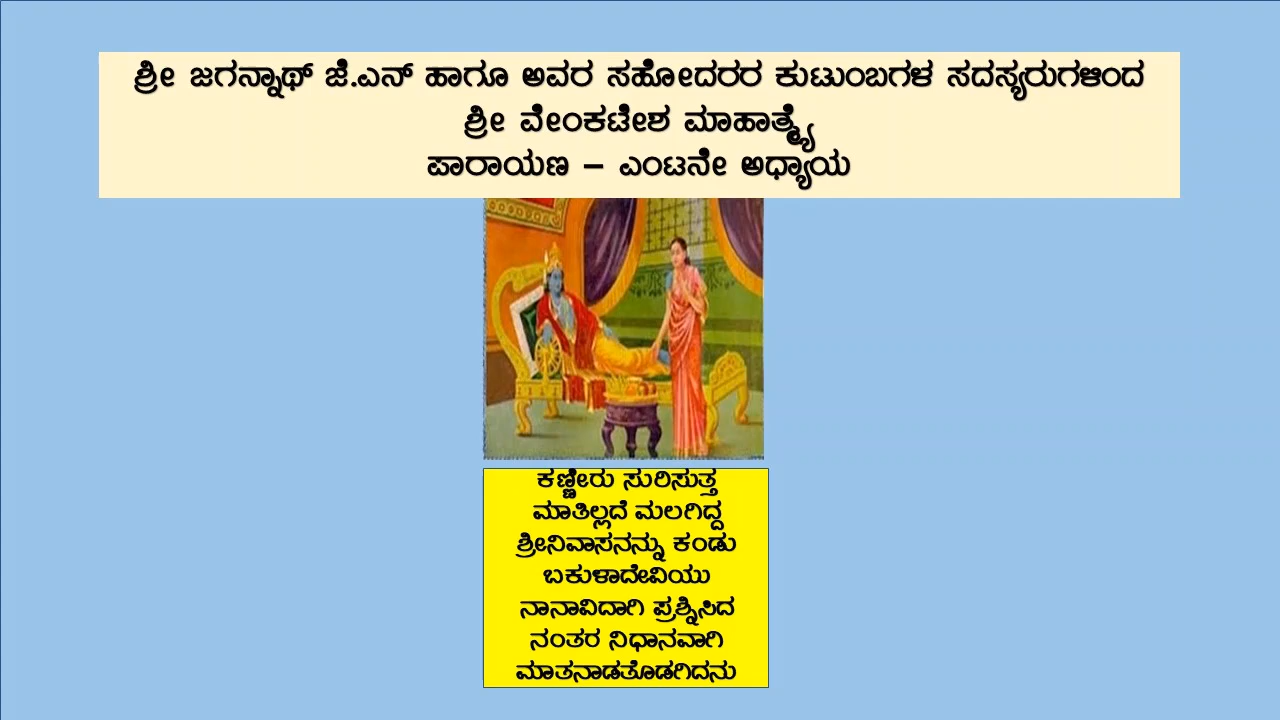 ಶ್ರೀ ಜಗನ್ನಾಥ್ ಜೆ.ಎನ್ ಹಾಗೂ ಅವರ ಸಹೋದರರ ಕುಟುಂಬಗಳ ಸದಸ್ಯರುಗಳಿಂದ
ಶ್ರೀ ವೇಂಕಟೇಶ ಮಾಹಾತ್ಮ್ಯೆ
ಪಾರಾಯಣ – ಎಂಟನೇ ಅಧ್ಯಾಯ
ಕಣ್ಣೀರು ಸುರಿಸುತ್ತ
ಮಾತಿಲ್ಲದೆ ಮಲಗಿದ್ದ
ಶ್ರೀನಿವಾಸನನ್ನು ಕಂಡು
ಬಕುಳಾದೇವಿಯು
ನಾನಾವಿದಾಗಿ ಪ್ರಶ್ನಿಸಿದ
ನಂತರ ನಿಧಾನವಾಗಿ
ಮಾತನಾಡತೊಡಗಿದನು